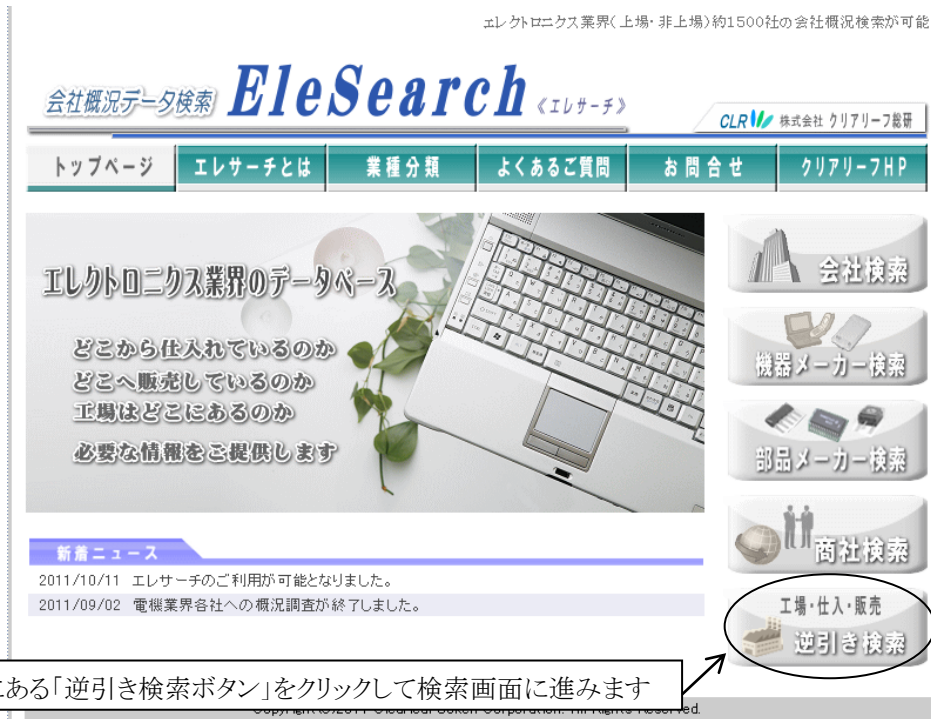 エレクトロニクス業界(上場・非上場)約1500社の会社概況検索が可能
会社概況データ検索 EleSearch 《エレサーチ》
CLR 株式会社 クリアリーフ総研
トップページ エレサーチとは 業種分類 よくあるご質問 お問合せ クリアリーフHP
エレクトロニクス業界のデータベース
どこから仕入れているのか
どこへ販売しているのか
工場はどこにあるのか
必要な情報をご提供します
会社検索
機器メーカー検索
部品メーカー検索
商社検索
工場・仕入・販売
逆引き検索
新着ニュース
2011/10/11 エレサーチのご利用が可能となりました。
2011/09/02 電機業界各社への概況調査が終了しました。
ある「逆引き検索ボタン」をクリックして検索画面に進みます